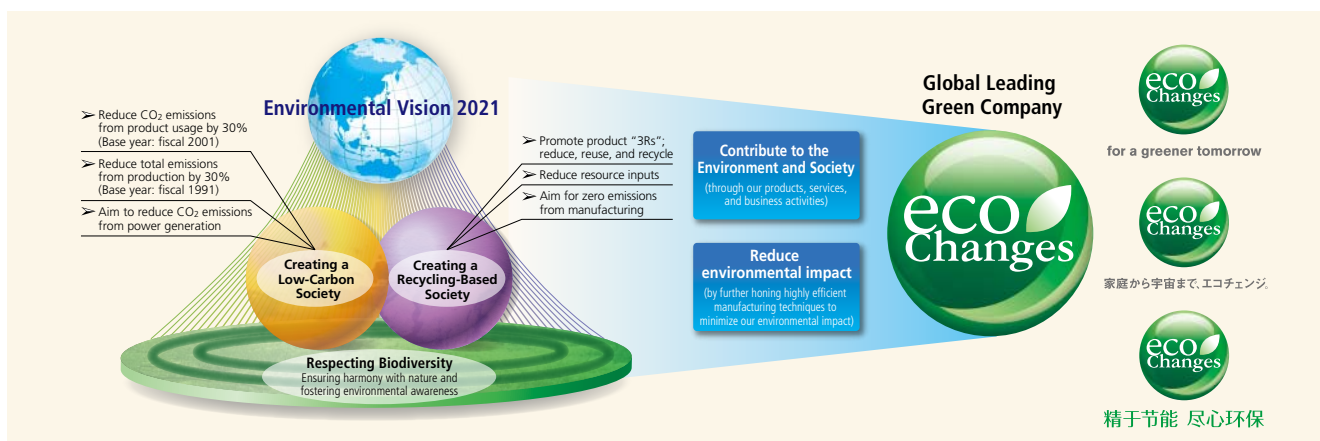 Environmental Vision 2021
➢ Reduce CO₂ emissions
from product usage by 30%
(Base year: fiscal 2001)
➢ Reduce total emissions
from production by 30%
(Base year: fiscal 1991)
➢ Aim to reduce CO₂ emissions
from power generation
➢ Promote product “3Rs”;
reduce, reuse, and recycle
➢ Reduce resource inputs
➢ Aim for zero emissions
from manufacturing
Creating a
Low-Carbon
Society
Creating a
Recycling-Based
Society
Respecting Biodiversity
Ensuring harmony with nature and
fostering environmental awareness
Contribute to the
Environment and Society
(through our products, services,
and business activities)
Reduce
environmental impact
(by further honing highly efficient
manufacturing techniques to
minimize our environmental impact)
Global Leading
Green Company
eco
Changes
eco
Changes
for a greener tomorrow
eco
Changes
家庭から宇宙まで、エコチェンジ。
eco
Changes
精于节能 尽心环保